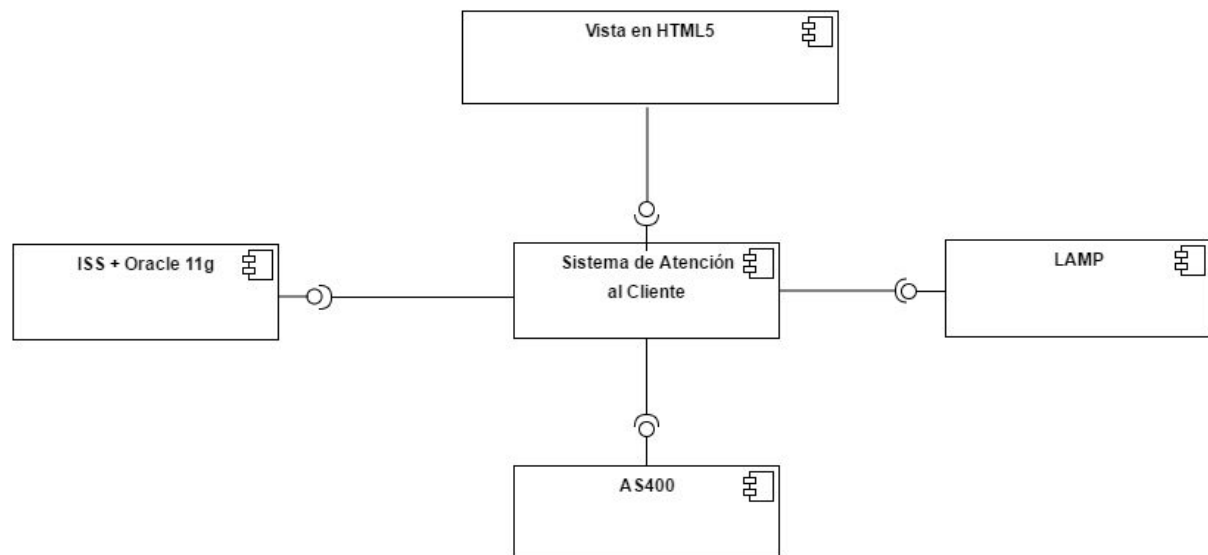 Vista en HTML5
ISS + Oracle 11g
Sistema de Atención
al Cliente
LAMP
AS400